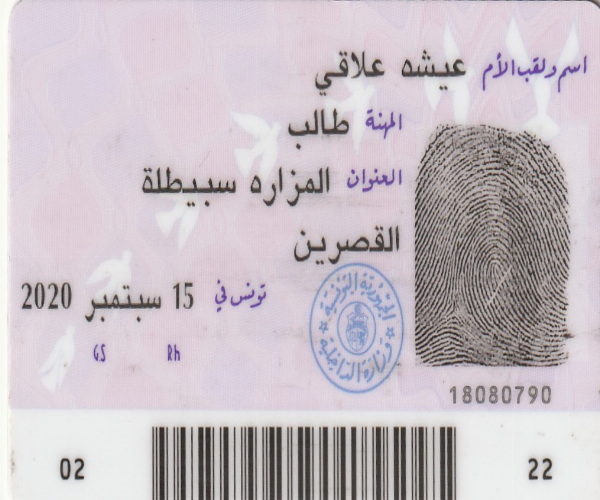 اسم ولقب الأم عيشه علاقي
المهنة طالب
العنوان المزاره سبيطلة
القصرين
تونس في 15 سبتمبر 2020
GS Rh
الجمهورية التونسية
وزارة الداخلية
18080790
02 22